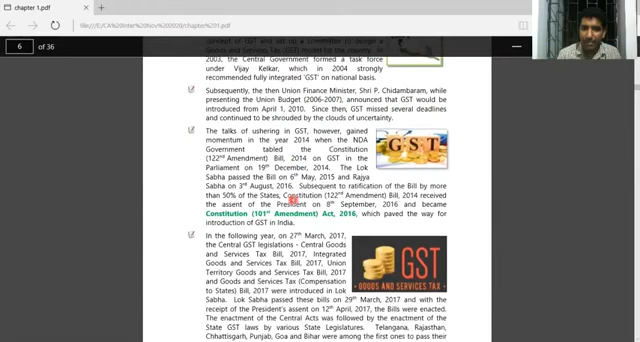 chapter 1.pdf
file:///E:/CA%20Inter%20Nov%202020/chapter%201.pdf
6 of 36
concept of GST and set up a committee to design a
Goods and Services Tax (GST) model for the country. In
2003, the Central Government formed a task force
under Vijay Kelkar, which in 2004 strongly
recommended fully integrated 'GST' on national basis.
Subsequently, the then Union Finance Minister, Shri P. Chidambaram, while
presenting the Union Budget (2006-2007), announced that GST would be
introduced from April 1, 2010. Since then, GST missed several deadlines
and continued to be shrouded by the clouds of uncertainty.
The talks of ushering in GST, however, gained
momentum in the year 2014 when the NDA
Government tabled the Constitution
(122nd Amendment) Bill, 2014 on GST in the
Parliament on 19th December, 2014. The Lok
Sabha passed the Bill on 6th May, 2015 and Rajya
Sabha on 3rd August, 2016. Subsequent to ratification of the Bill by more
than 50% of the States, Constitution (122nd Amendment) Bill, 2014 received
the assent of the President on 8th September, 2016 and became
Constitution (101st Amendment) Act, 2016, which paved the way for
introduction of GST in India.
GST
In the following year, on 27th March, 2017,
the Central GST legislations - Central Goods
and Services Tax Bill, 2017, Integrated
Goods and Services Tax Bill, 2017, Union
Territory Goods and Services Tax Bill, 2017
and Goods and Services Tax (Compensation
to States) Bill, 2017 were introduced in Lok
Sabha. Lok Sabha passed these bills on 29th March, 2017 and with the
receipt of the President's assent on 12th April, 2017, the Bills were enacted.
The enactment of the Central Acts was followed by the enactment of the
State GST laws by various State Legislatures. Telangana, Rajasthan,
Chhattisgarh, Punjab, Goa and Bihar were among the first ones to pass their
GST
GOODS AND SERVICES TAX